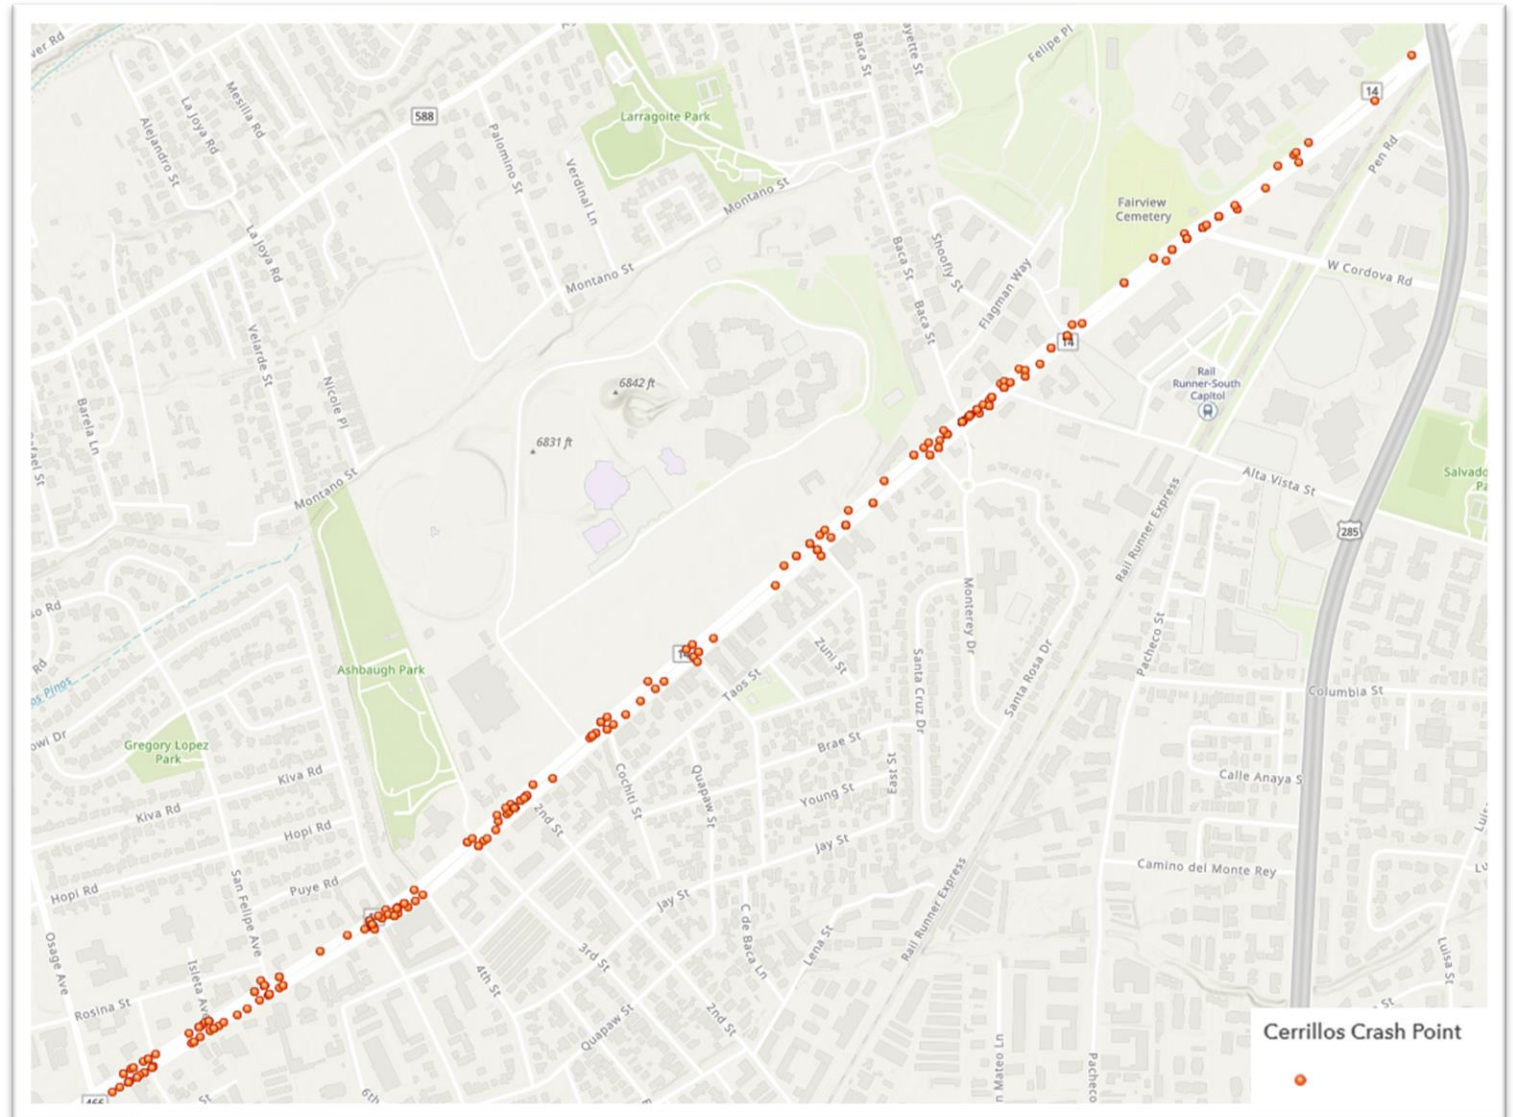 Felipe Pl
Baca St
Mesilla Rd
La Joya Rd
14
588
Larragoite Park
Alejandro St
Palomino St
Pen Rd
Verdinal Ln
Montano St
Fairview
Cemetery
La Joya Rd
Shoofly St
Baca St
Montano St
W Cordova Rd
Flagman Way
Baca St
Velarde St
14
Nicole Pl
6842 ft
Rail
Runner-South
Capitol
Barela Ln
6831 ft
Montano St
Alta Vista St
285
Rail Runner Express
Monterey Dr
Pacheco St
Zuni St
Santa Cruz Dr
Santa Rosa Dr
Ashbaugh Park
Taos St
Columbia St
Gregory Lopez
Park
Brae St
East St
Kiva Rd
Cochiti St
Quapaw St
Calle Anaya S
Young St
Kiva Rd
2nd St
Hopi Rd
Jay St
Camino del Monte Rey
Hopi Rd
Puye Rd
San Felipe Ave
Jay St
Rail Runner Express
Osage Ave
C de Baca Ln
Lena St
3rd St
4th St
Luisa St
Isleta Ave
Rosina St
Quapaw St
2nd St
n Mateo Ln
Pacheco
6th
St
Cerrillos Crash Point